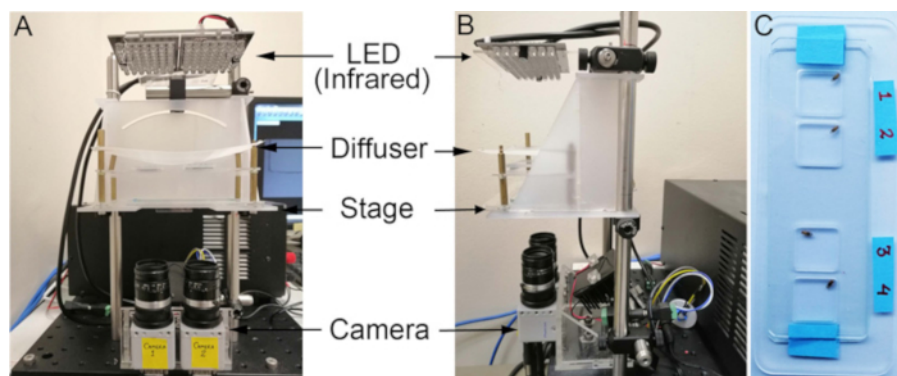 A
B
C
LED
(Infrared)
Diffuser
Stage
Camera
CAMERA
1
CAMERA
2
1
2
3
4